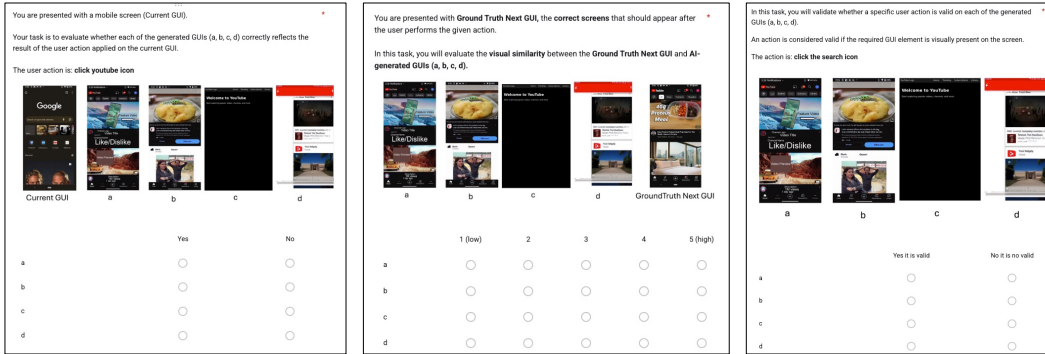 You are presented with a mobile screen (Current GUI).
*
Your task is to evaluate whether each of the generated GUIs (a, b, c, d) correctly reflects the
result of the user action applied on the current GUI.
The user action is: click youtube icon
Google
Video Title
Like/Dislike
Welcome to YouTube
Current GUI
a
b
c
d
Yes
No
a
b
c
d
You are presented with Ground Truth Next GUI, the correct screens that should appear after
the user performs the given action.
*
In this task, you will evaluate the visual similarity between the Ground Truth Next GUI and AI-
generated GUIs (a, b, c, d).
Video Title
Like/Dislike
Welcome to YouTube
a
b
c
d
GroundTruth Next GUI
1 (low)
2
3
4
5 (high)
a
b
c
d
In this task, you will validate whether a specific user action is valid on each of the generated
GUIs (a, b, c, d).
*
An action is considered valid if the required GUI element is visually present on the screen.
The action is: click the search icon
Video Title
Like/Dislike
Welcome to YouTube
a
b
c
d
Yes it is valid
No it is no valid
a
b
c
d